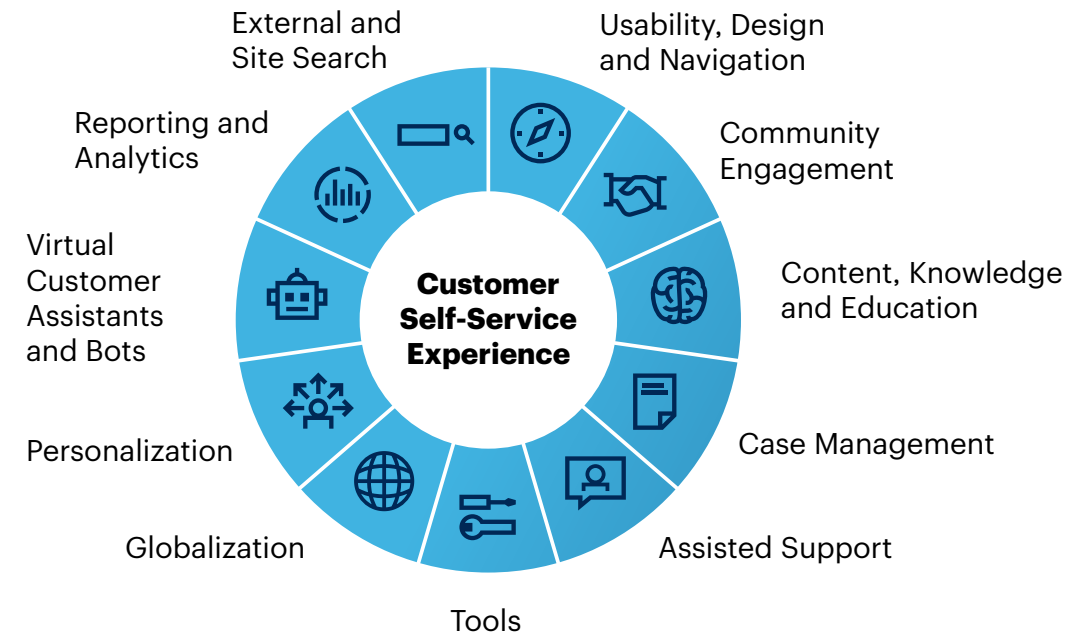 External and
Site Search
Usability, Design
and Navigation
Reporting and
Analytics
Community
Engagement
Virtual
Customer
Assistants
and Bots
Customer
Self-Service
Experience
Content, Knowledge
and Education
Personalization
Case Management
Globalization
Assisted Support
Tools